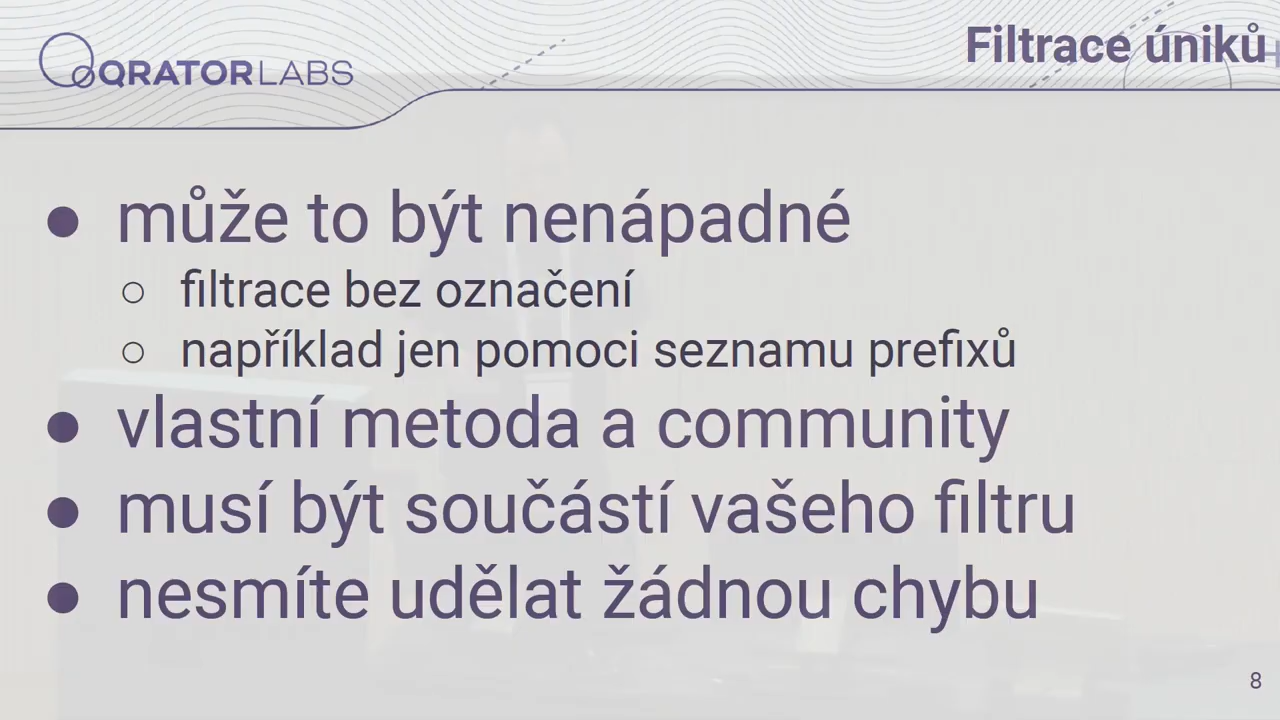 QRATORLABS
Filtrace úniků
● může to být nenápadné
○ filtrace bez označení
○ například jen pomoci seznamu prefixů
● vlastní metoda a community
● musí být součástí vašeho filtru
● nesmíte udělat žádnou chybu
8